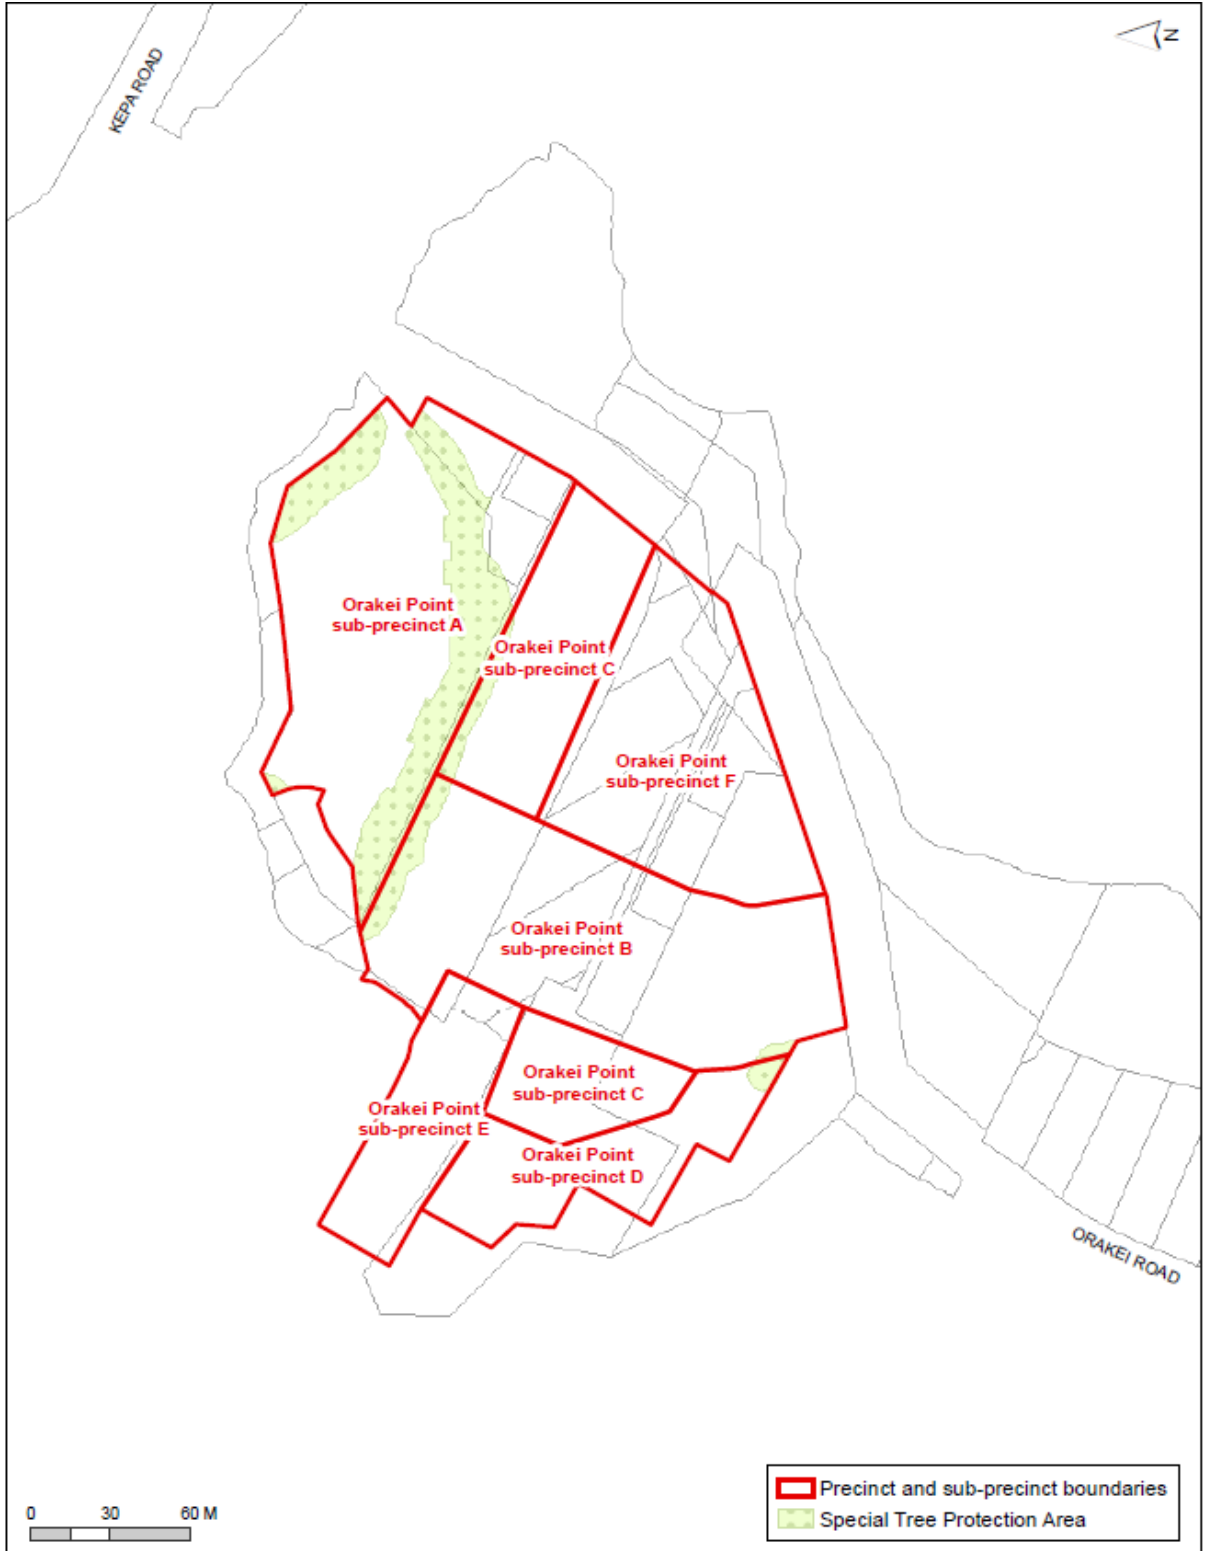 N
KEPA ROAD
Orakei Point
sub-precinct A
Orakei Point
sub-precinct C
Orakei Point
sub-precinct F
Orakei Point
sub-precinct B
Orakei Point
sub-precinct C
Orakei Point
sub-precinct E
Orakei Point
sub-precinct D
ORAKEI ROAD
0 30 60 M
Precinct and sub-precinct boundaries
Special Tree Protection Area